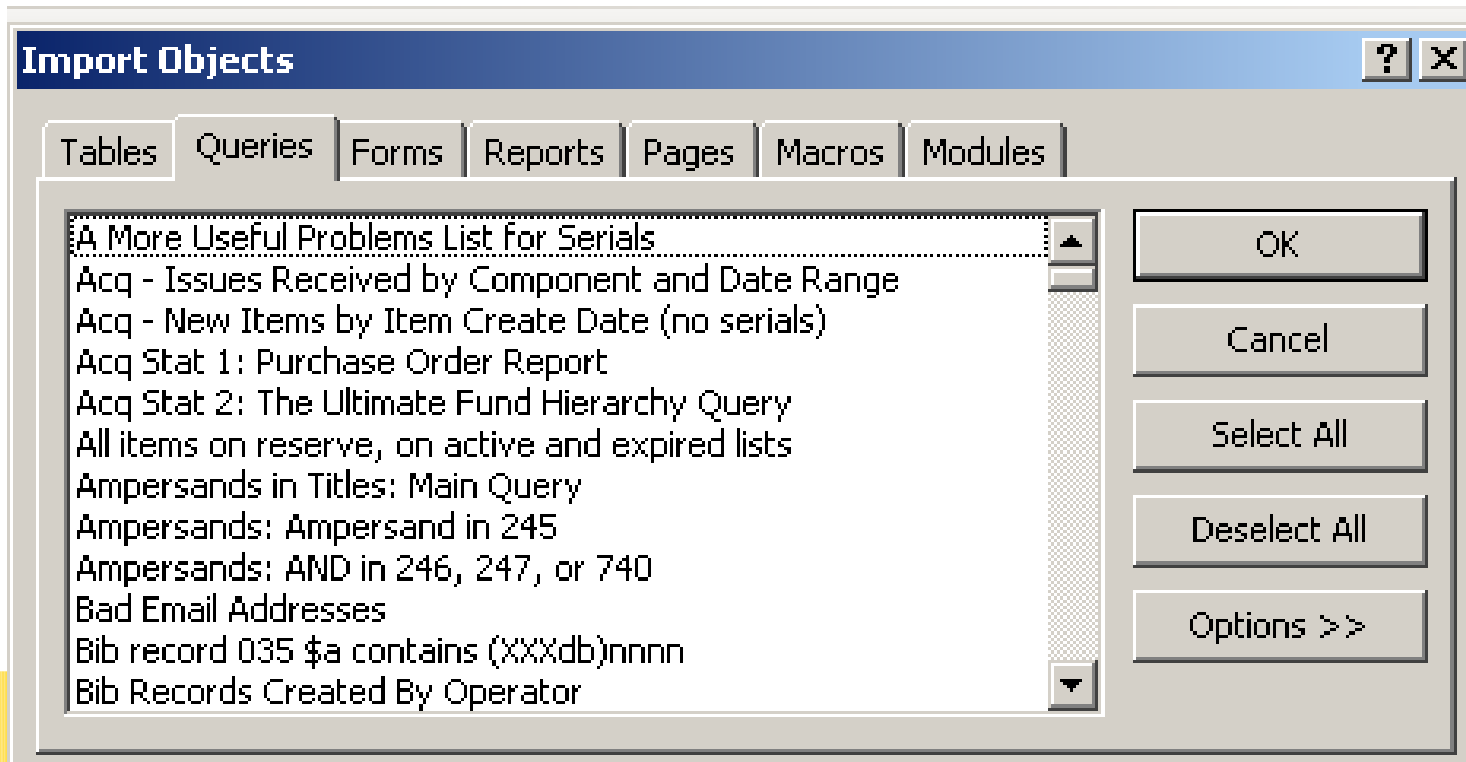 Import Objects
? X
Tables Queries Forms Reports Pages Macros Modules
A More Useful Problems List for Serials
Acq - Issues Received by Component and Date Range
Acq - New Items by Item Create Date (no serials)
Acq Stat 1: Purchase Order Report
Acq Stat 2: The Ultimate Fund Hierarchy Query
All items on reserve, on active and expired lists
Ampersands in Titles: Main Query
Ampersands: Ampersand in 245
Ampersands: AND in 246, 247, or 740
Bad Email Addresses
Bib record 035 $a contains (XXXdb)nnnn
Bib Records Created By Operator
OK
Cancel
Select All
Deselect All
Options >>